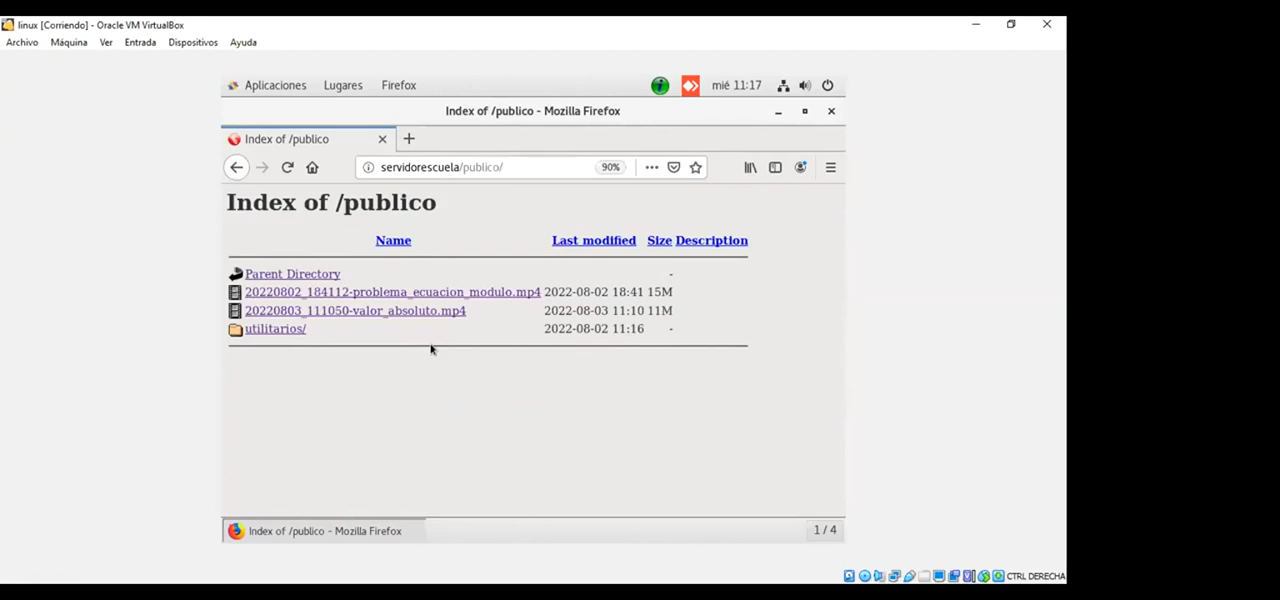 linux [Corriendo] - Oracle VM VirtualBox
Archivo Máquina Ver Entrada Dispositivos Ayuda
Aplicaciones Lugares Firefox mié 11:17
Index of /publico - Mozilla Firefox
Index of /publico
servidorescuela/publico/ 90%
Index of /publico
Name Last modified Size Description
Parent Directory -
20220802_184112-problema_ecuacion_modulo.mp4 2022-08-02 18:41 15M
20220803_111050-valor_absoluto.mp4 2022-08-03 11:10 11M
utilitarios/ 2022-08-02 11:16 -
Index of /publico - Mozilla Firefox 1 / 4
CTRL DERECHA